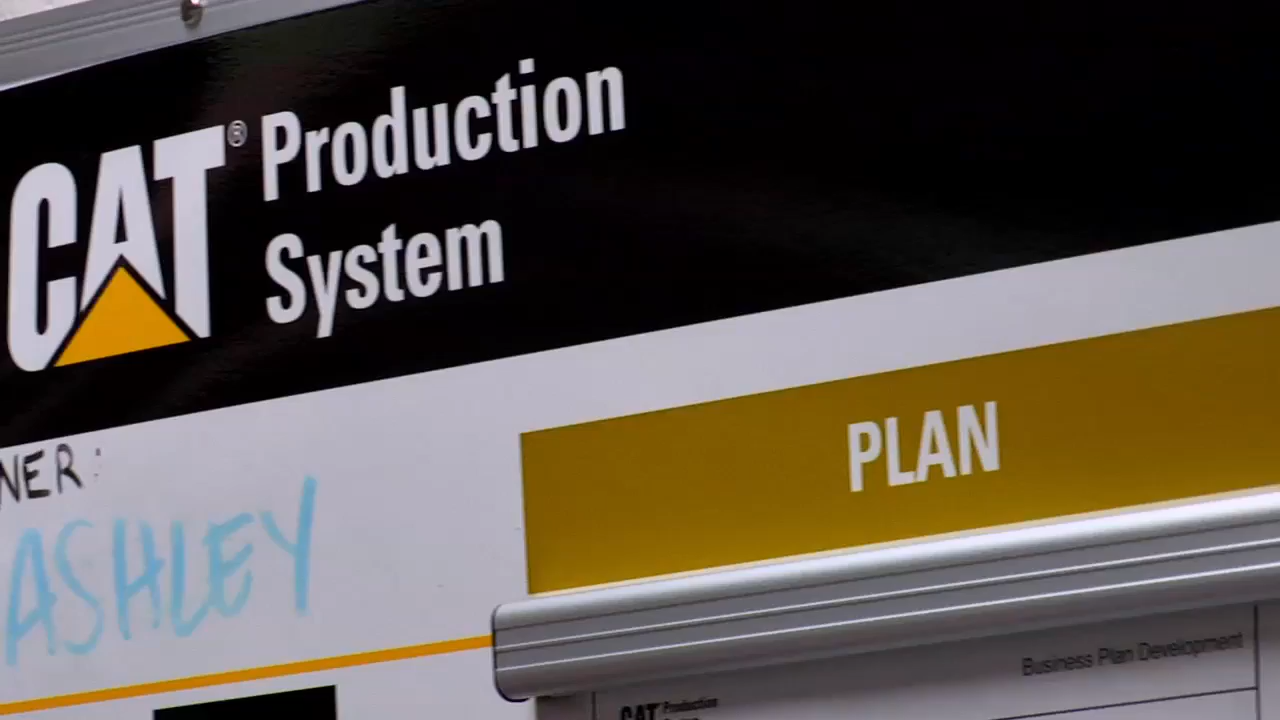 CAT® Production
System
PLAN
NER:
ASHLEY
Business Plan Development
CAT Production